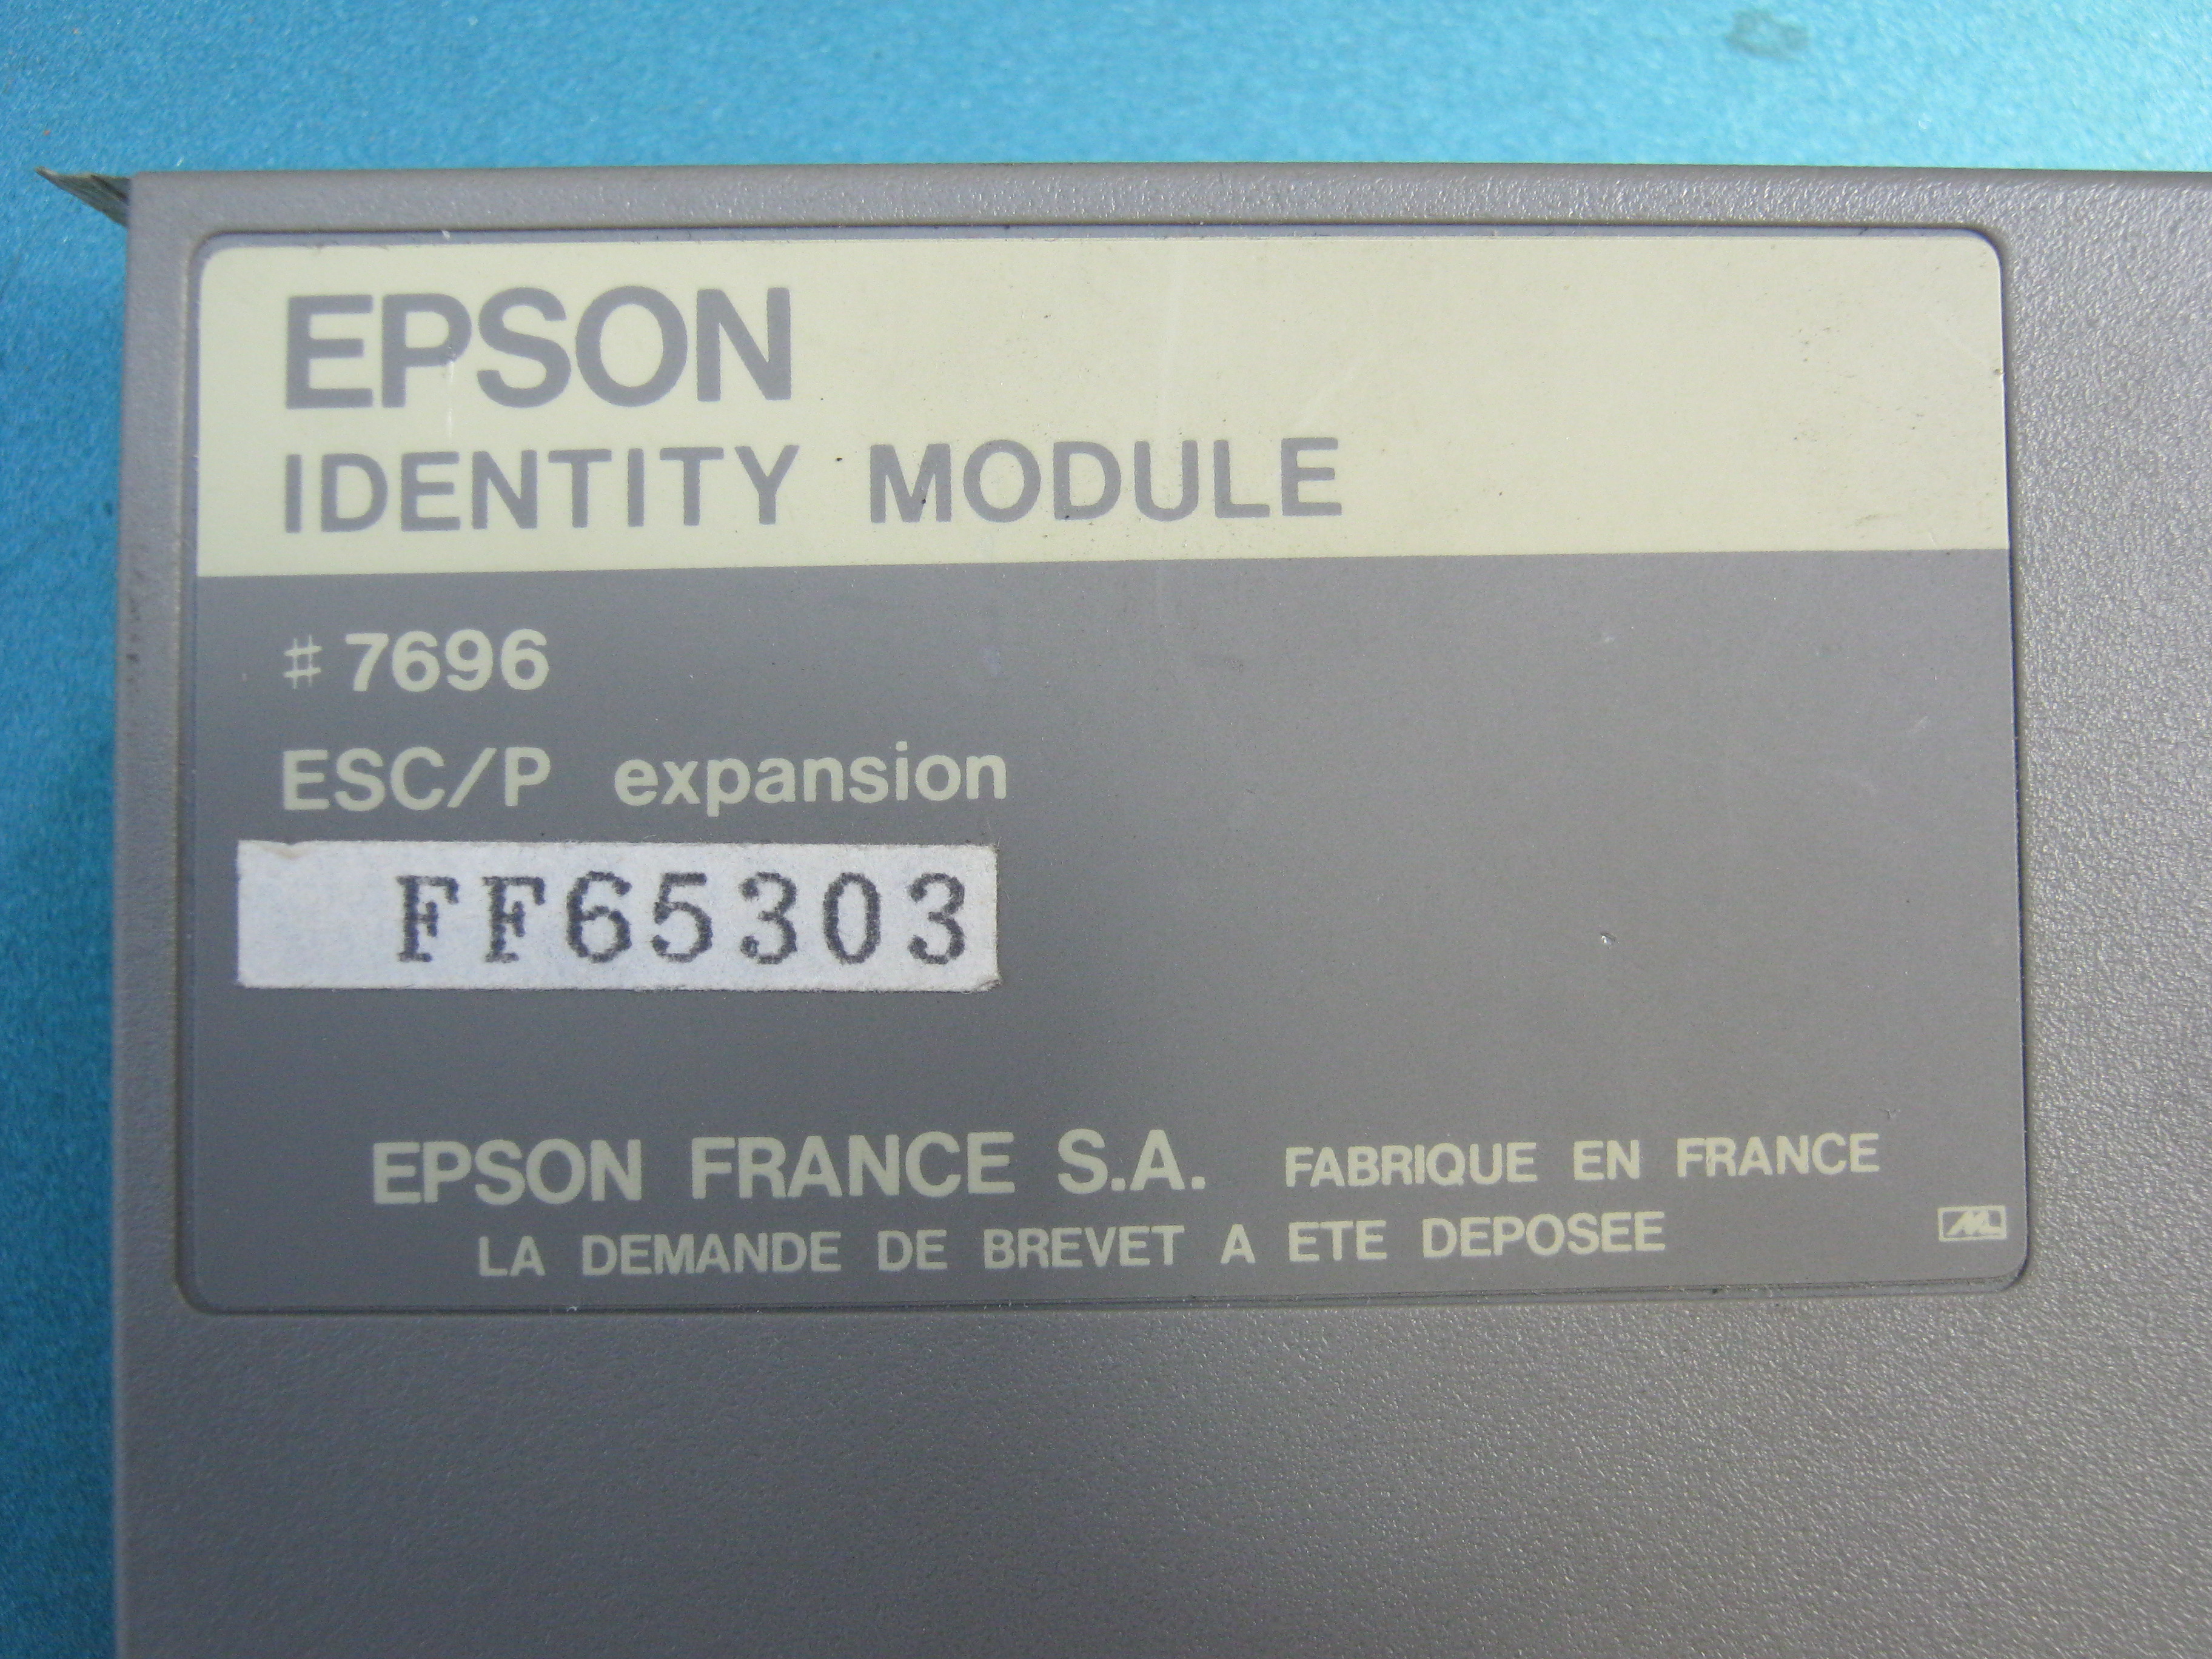 EPSON
IDENTITY MODULE
# 7696
ESC/P expansion
FF65303
EPSON FRANCE S.A. FABRIQUE EN FRANCE
LA DEMANDE DE BREVET A ETE DEPOSEE